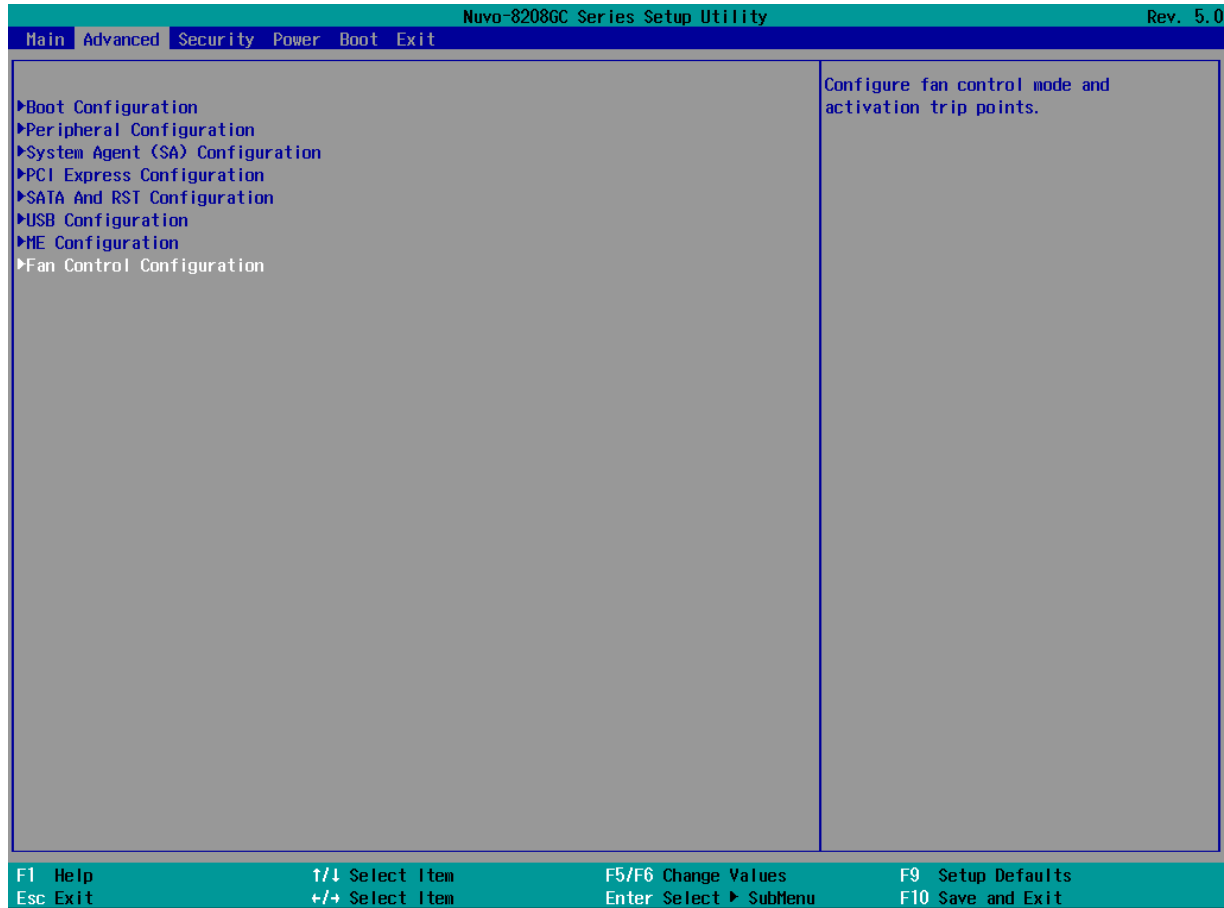 Nuvo-8208GC Series Setup Utility Rev. 5.0
Main Advanced Security Power Boot Exit
▶Boot Configuration
▶Peripheral Configuration
▶System Agent (SA) Configuration
▶PCI Express Configuration
▶SATA And RST Configuration
▶USB Configuration
▶ME Configuration
▶Fan Control Configuration
Configure fan control mode and
activation trip points.
F1 Help ↑/↓ Select Item F5/F6 Change Values F9 Setup Defaults
Esc Exit ←/→ Select Item Enter Select ▶ SubMenu F10 Save and Exit